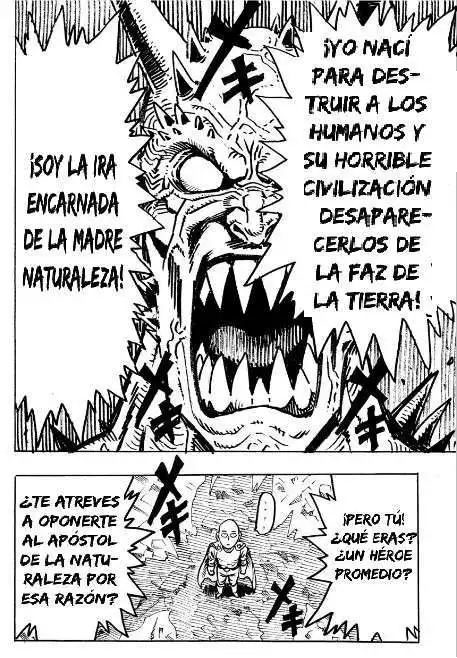 ¡YO NACÍ
PARA DES-
TRUIR A LOS
HUMANOS Y
SU HORRIBLE
CIVILIZACIÓN
DESAPARE-
CERLOS DE
LA FAZ DE
LA TIERRA!
¡SOY LA IRA
ENCARNADA
DE LA MADRE
NATURALEZA!
...
¡PERO TÚ!
¿QUÉ ERAS?
¿UN HÉROE
PROMEDIO?
¿TE ATREVES
A OPONERTE
AL APÓSTOL
DE LA NATU-
RALEZA POR
ESA RAZÓN?